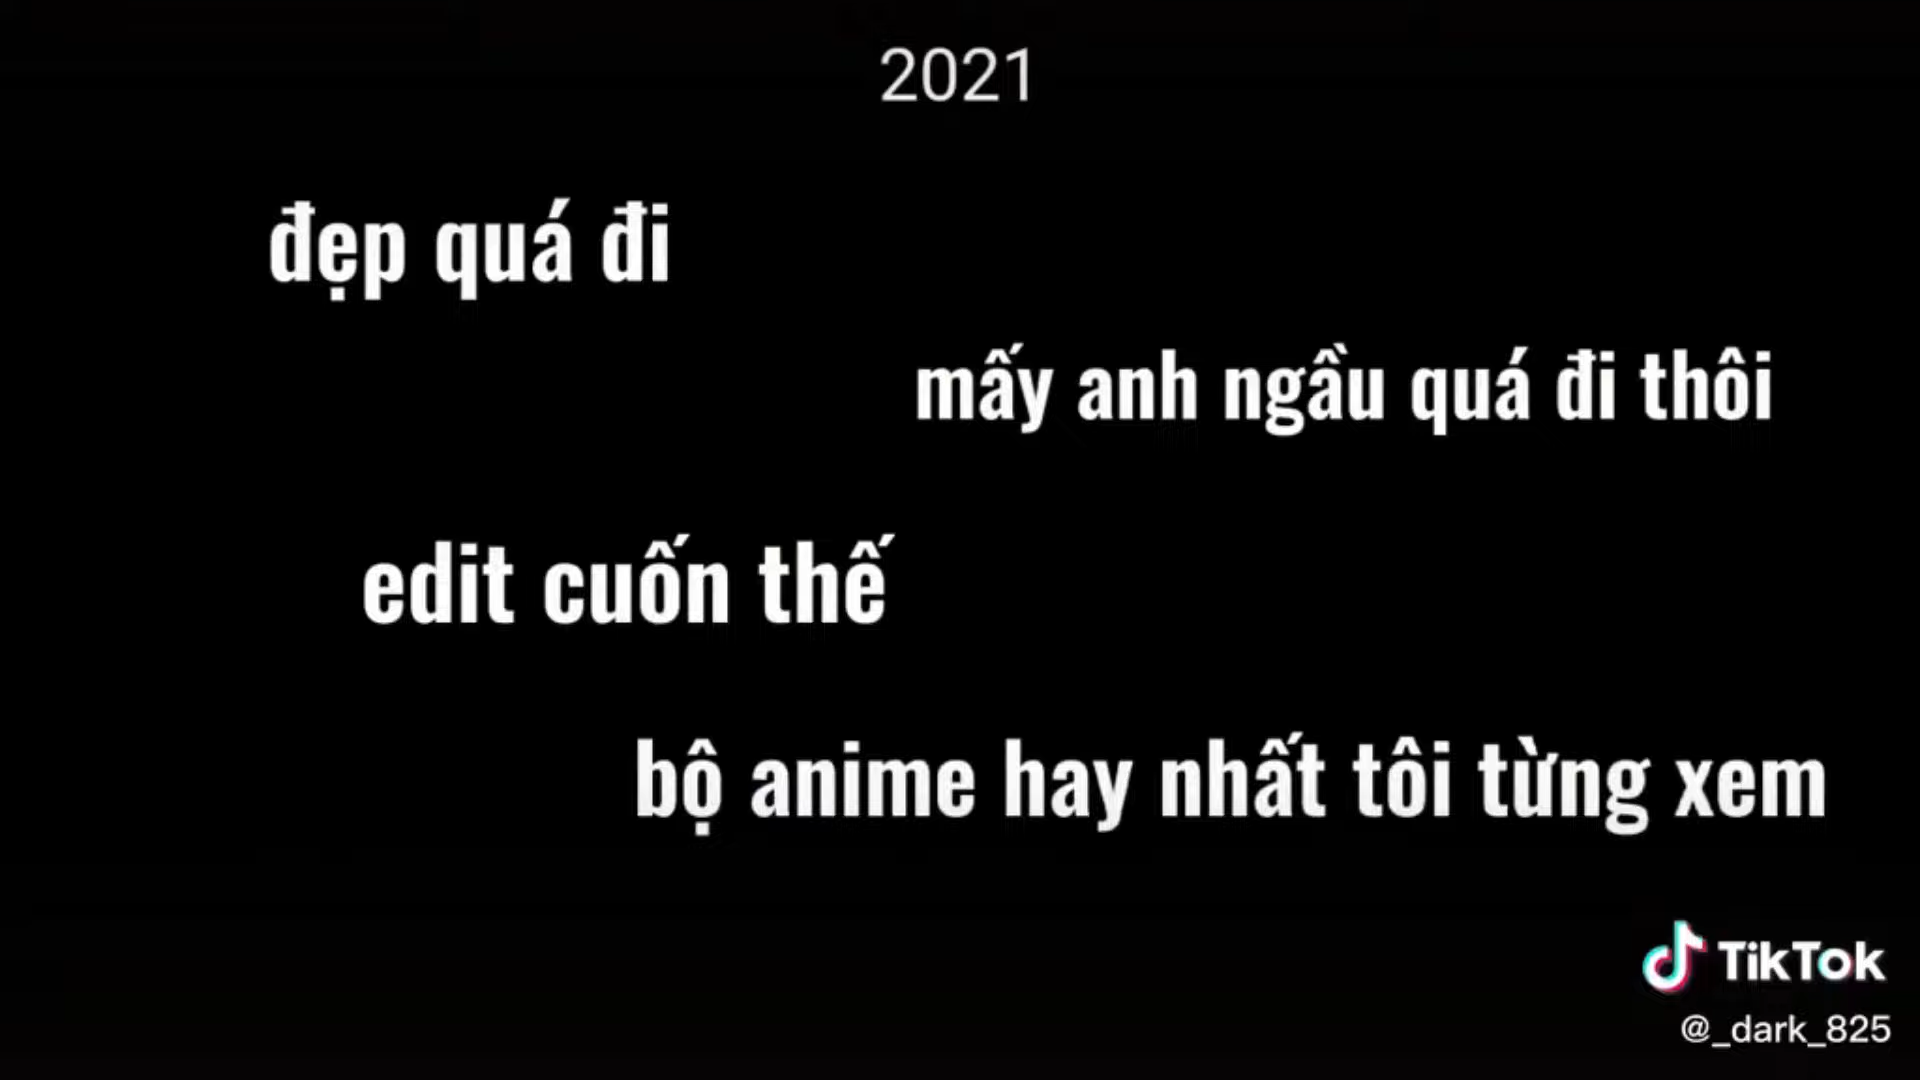 2021
đẹp quá đi
mấy anh ngầu quá đi thôi
edit cuốn thế
bộ anime hay nhất tôi từng xem
TikTok
@_dark_825